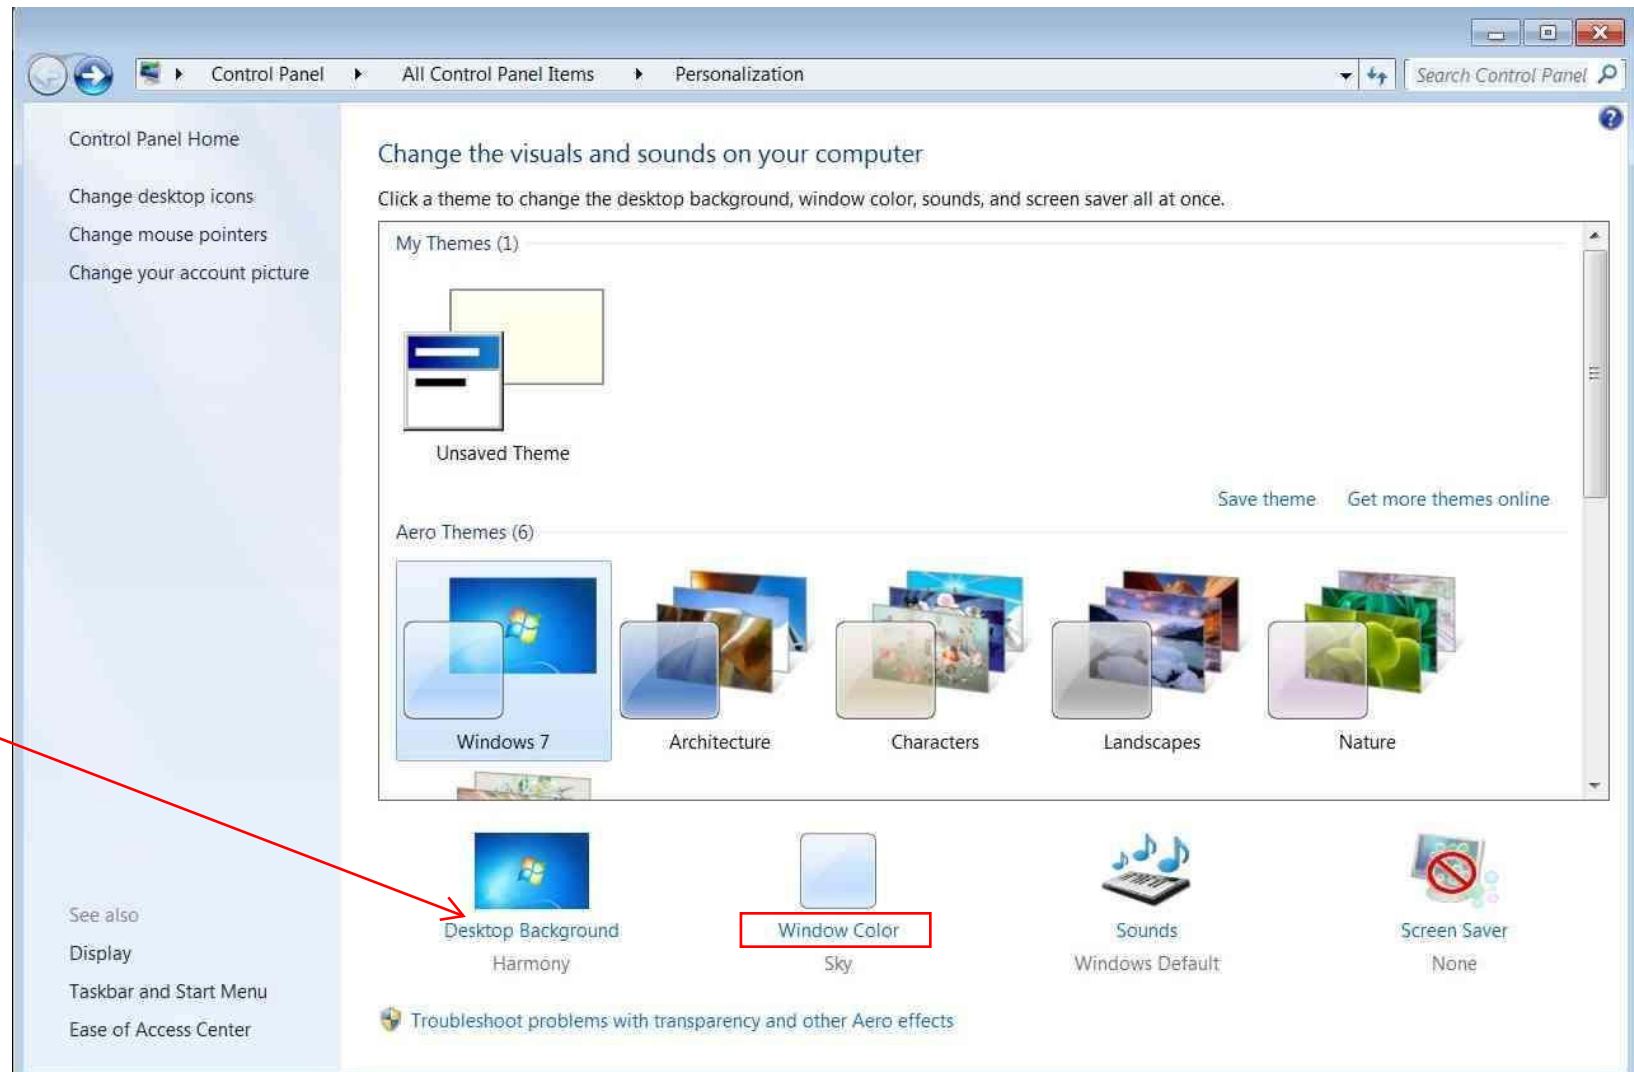 Control Panel
All Control Panel Items
Personalization
Search Control Panel
Control Panel Home
Change desktop icons
Change mouse pointers
Change your account picture
See also
Display
Taskbar and Start Menu
Ease of Access Center
Change the visuals and sounds on your computer
Click a theme to change the desktop background, window color, sounds, and screen saver all at once.
My Themes (1)
Unsaved Theme
Save theme
Get more themes online
Aero Themes (6)
Windows 7
Architecture
Characters
Landscapes
Nature
Desktop Background
Harmony
Window Color
Sky
Sounds
Windows Default
Screen Saver
None
Troubleshoot problems with transparency and other Aero effects